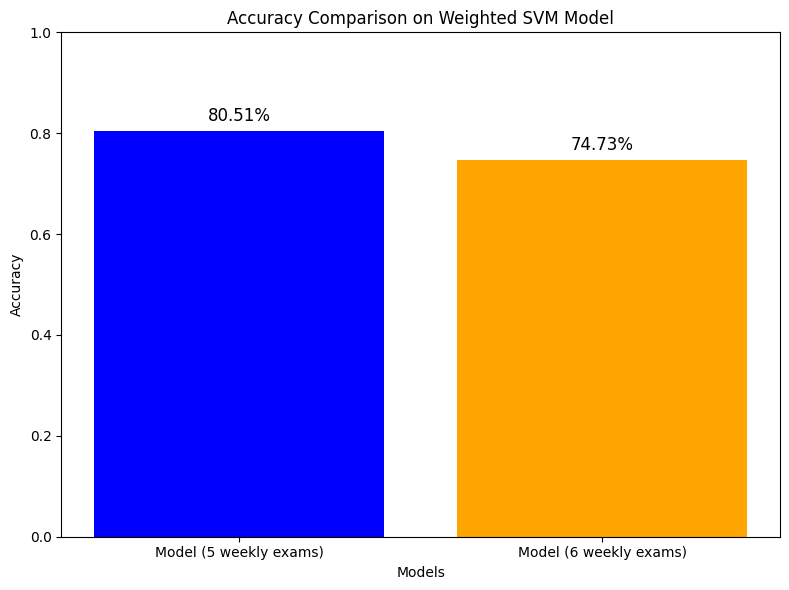 Accuracy Comparison on Weighted SVM Model
1.0
0.8
0.6
0.4
0.2
0.0
Accuracy
80.51%
74.73%
Model (5 weekly exams)
Model (6 weekly exams)
Models